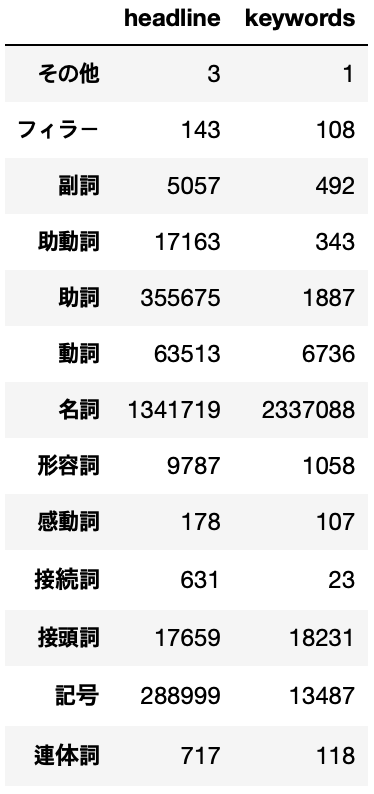 headline keywords
その他 3 1
フィラー 143 108
副詞 5057 492
助動詞 17163 343
助詞 355675 1887
動詞 63513 6736
名詞 1341719 2337088
形容詞 9787 1058
感動詞 178 107
接続詞 631 23
接頭詞 17659 18231
記号 288999 13487
連体詞 717 118